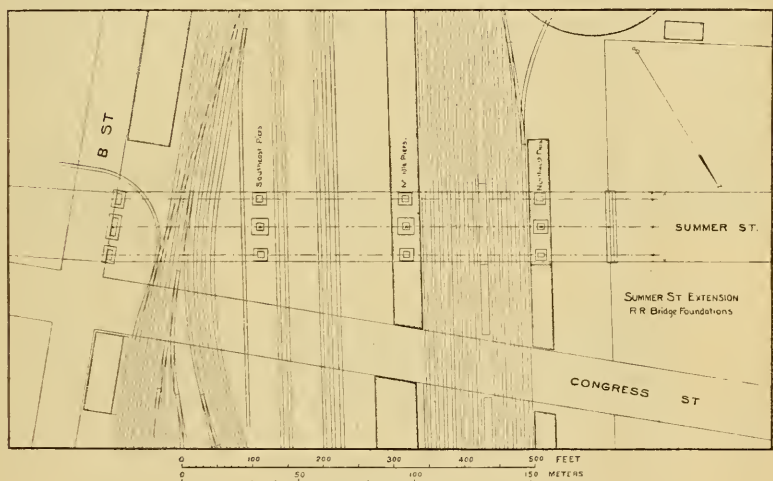 B ST
Southeast Piers
Middle Piers.
Northwest Piers
SUMMER ST.
SUMMER ST EXTENSION
R.R. Bridge Foundations
CONGRESS ST
0 100 200 300 400 500 FEET
0 50 100 150 METERS